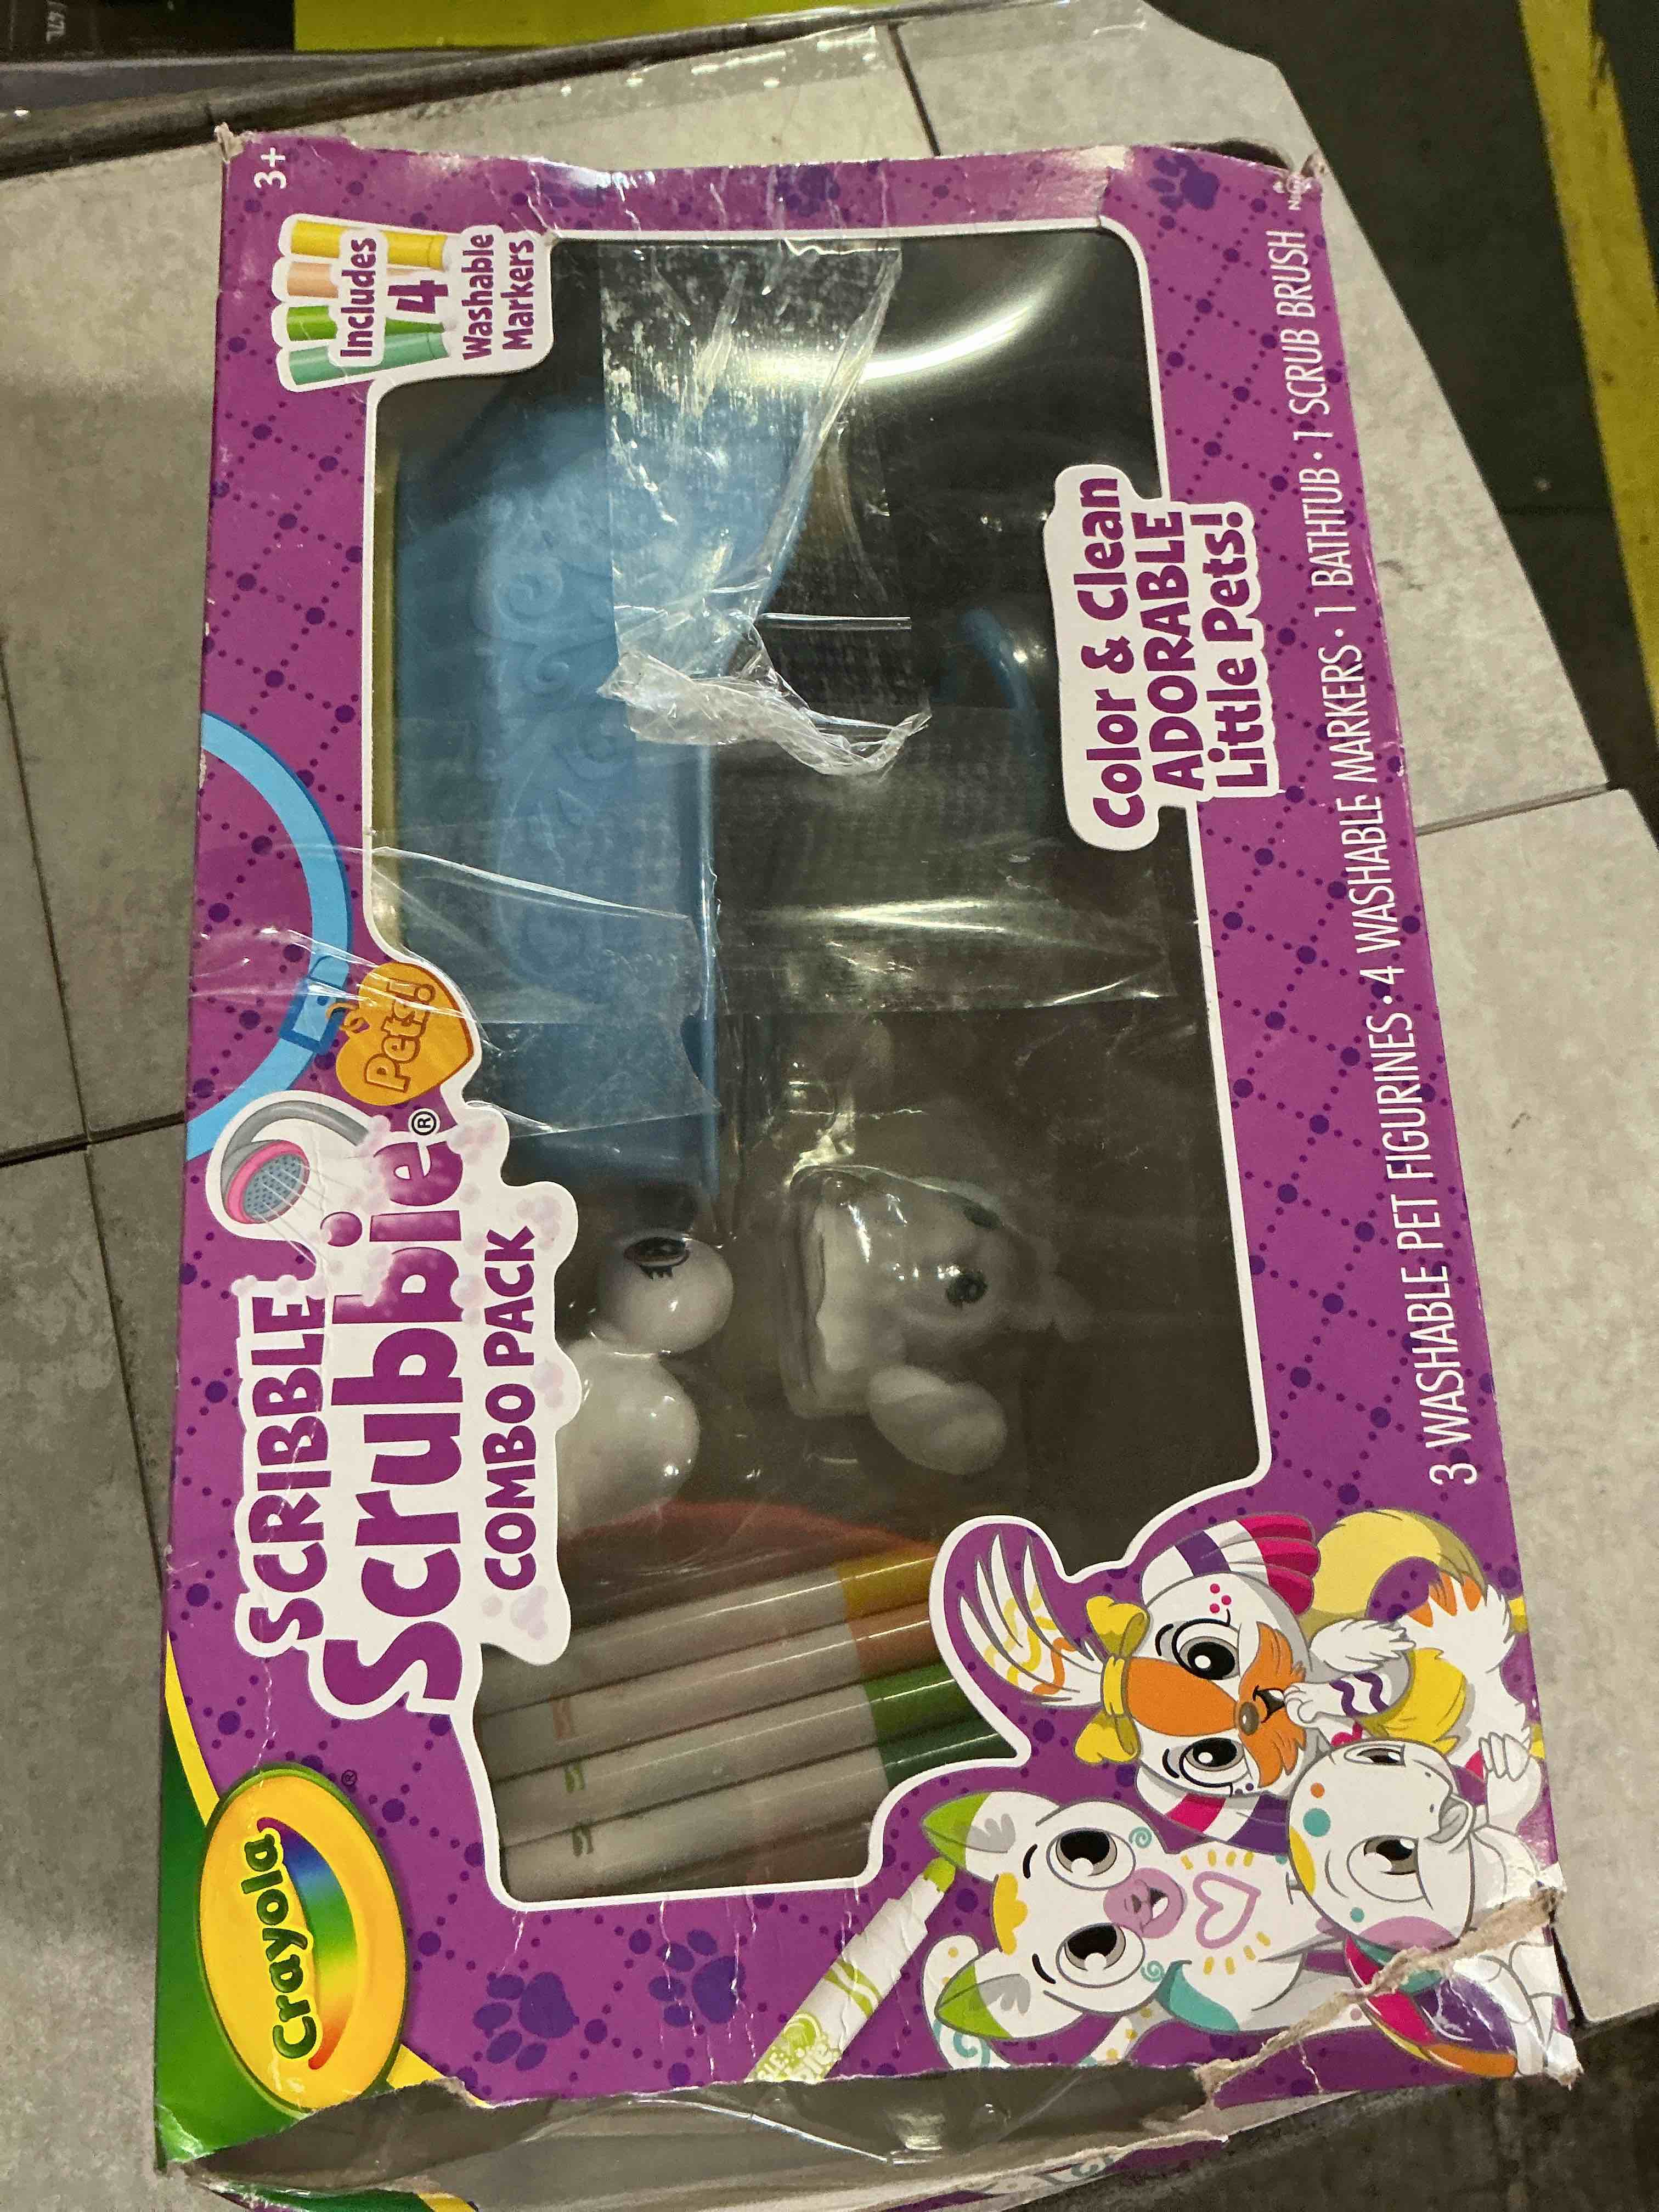 3+
Includes
4
Washable
Markers
Pets!
SCRIBBLE
Scrubbie®
COMBO PACK
Crayola
®
Color & Clean
ADORABLE
Little Pets!
3 WASHABLE PET FIGURINES • 4 WASHABLE MARKERS • 1 BATHTUB • 1 SCRUB BRUSH